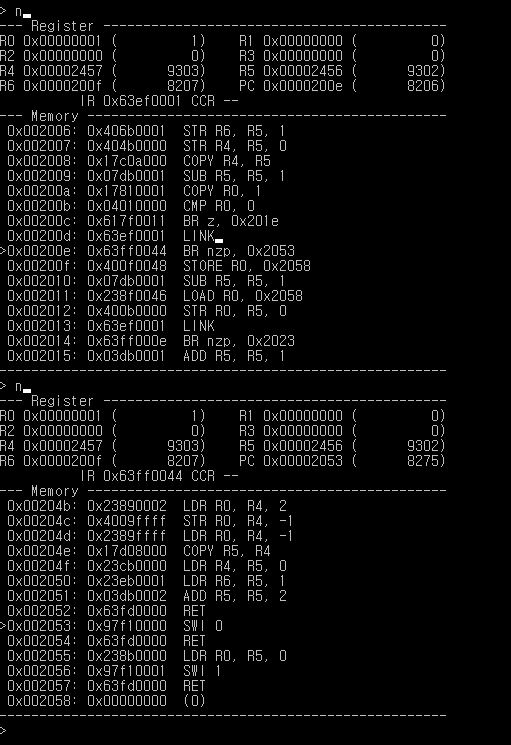 > n
--- Register ---
R0 0x00000001 ( 1) R1 0x00000000 ( 0)
R2 0x00000000 ( 0) R3 0x00000000 ( 0)
R4 0x00002457 ( 9303) R5 0x00002456 ( 9302)
R6 0x0000200f ( 8207) PC 0x0000200e ( 8206)
IR 0x63ef0001 CCR --
--- Memory ---
0x002006: 0x406b0001 STR R6, R5, 1
0x002007: 0x404b0000 STR R4, R5, 0
0x002008: 0x17c0a000 COPY R4, R5
0x002009: 0x07db0001 SUB R5, R5, 1
0x00200a: 0x17810001 COPY R0, 1
0x00200b: 0x04010000 CMP R0, 0
0x00200c: 0x617f0011 BR z, 0x201e
0x00200d: 0x63ef0001 LINK
>0x00200e: 0x63ff0044 BR nzp, 0x2053
0x00200f: 0x400f0048 STORE R0, 0x2058
0x002010: 0x07db0001 SUB R5, R5, 1
0x002011: 0x238f0046 LOAD R0, 0x2058
0x002012: 0x400b0000 STR R0, R5, 0
0x002013: 0x63ef0001 LINK
0x002014: 0x63ff000e BR nzp, 0x2023
0x002015: 0x03db0001 ADD R5, R5, 1
> n
--- Register ---
R0 0x00000001 ( 1) R1 0x00000000 ( 0)
R2 0x00000000 ( 0) R3 0x00000000 ( 0)
R4 0x00002457 ( 9303) R5 0x00002456 ( 9302)
R6 0x0000200f ( 8207) PC 0x00002053 ( 8275)
IR 0x63ff0044 CCR --
--- Memory ---
0x00204b: 0x23890002 LDR R0, R4, 2
0x00204c: 0x4009ffff STR R0, R4, -1
0x00204d: 0x2389ffff LDR R0, R4, -1
0x00204e: 0x17d08000 COPY R5, R4
0x00204f: 0x23cb0000 LDR R4, R5, 0
0x002050: 0x23eb0001 LDR R6, R5, 1
0x002051: 0x03db0002 ADD R5, R5, 2
0x002052: 0x63fd0000 RET
>0x002053: 0x97f10000 SWI 0
0x002054: 0x63fd0000 RET
0x002055: 0x238b0000 LDR R0, R5, 0
0x002056: 0x97f10001 SWI 1
0x002057: 0x63fd0000 RET
0x002058: 0x00000000 (0)
>